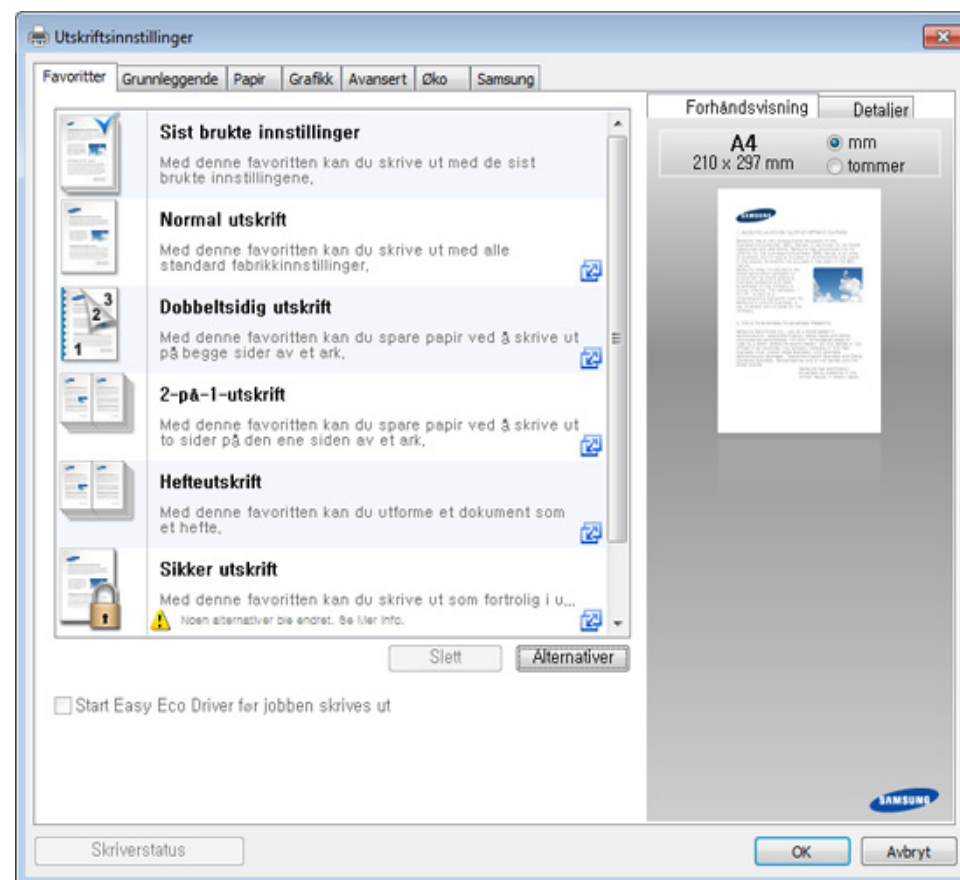 Utskriftsinnstillinger
Favoritter Grunnleggende Papir Grafikk Avansert Øko Samsung
Sist brukte innstillinger
Med denne favoritten kan du skrive ut med de sist
brukte innstillingene,
Normal utskrift
Med denne favoritten kan du skrive ut med alle
standard fabrikkinnstillinger,
3
2
1
Dobbeltsidig utskrift
Med denne favoritten kan du spare papir ved å skrive ut
på begge sider av et ark,
2-på-1-utskrift
Med denne favoritten kan du spare papir ved å skrive ut
to sider på den ene siden av et ark,
Hefteutskrift
Med denne favoritten kan du utforme et dokument som
et hefte,
Sikker utskrift
Med denne favoritten kan du skrive ut som fortrolig i u...
Noen alternativer ble endret. Se Mer info.
Slett Alternativer
Start Easy Eco Driver før jobben skrives ut
Forhåndsvisning Detaljer
A4
210 x 297 mm
mm
tommer
SAMSUNG
SAMSUNG
Skriverstatus OK Avbryt